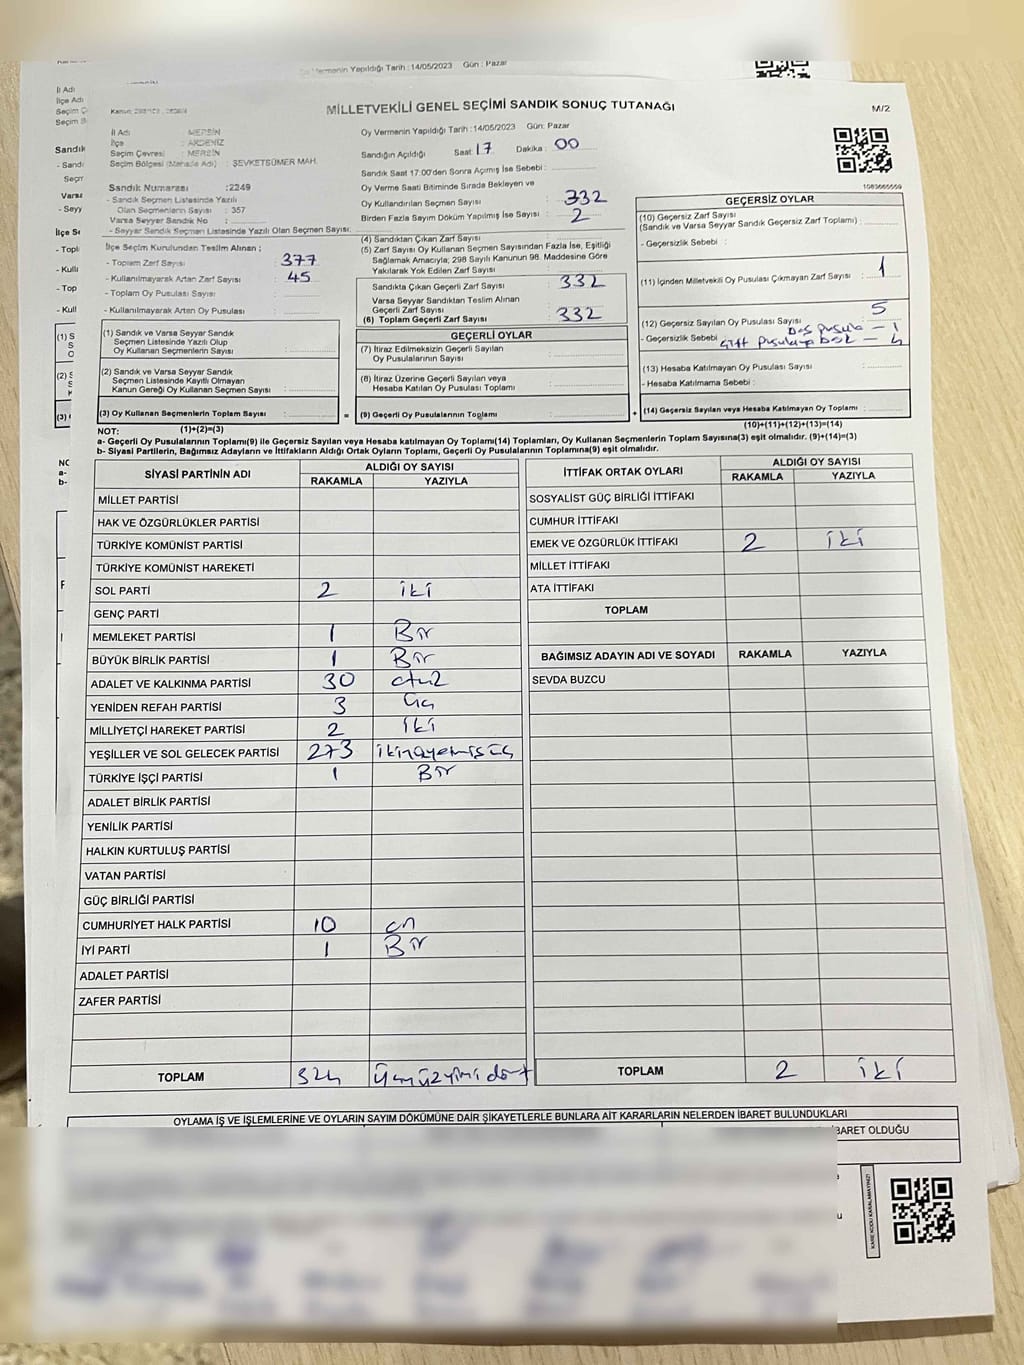 Oy Vermenin Yapıldığı Tarih : 14/05/2023 Gün : Pazar
MİLLETVEKİLİ GENEL SEÇİMİ SANDIK SONUÇ TUTANAĞI
M/2
İl Adı : MERSİN
İlçe : AKDENİZ
Seçim Çevresi : MERSİN
Seçim Bölgesi (Mahalle Adı) : ŞEVKETSÜMER MAH.
Sandık Numarası :2249
- Sandık Seçmen Listesinde Yazılı
Olan Seçmenlerin Sayısı : 357
Varsa Seyyar Sandık No :
- Seyyar Sandık Listesinde Yazılı Olan Seçmen Sayısı:
İlçe Seçim Kurulundan Teslim Alınan ;
- Toplam Zarf Sayısı : 377
- Kullanılmayarak Artan Zarf Sayısı : 45
- Toplam Oy Pusulası Sayısı :
- Kullanılmayarak Artan Oy Pusulası :
Oy Vermenin Yapıldığı Tarih :14/05/2023 Gün: Pazar
Sandığın Açıldığı Saat : 17 Dakika : 00
Sandık Saat 17:00'den Sonra Açılmış İse Sebebi :
Oy Verme Saati Bitiminde Sırada Bekleyen ve
Oy Kullandırılan Seçmen Sayısı : 332
Birden Fazla Sayım Döküm Yapılmış İse Sayısı : 2
(4) Sandıktan Çıkan Zarf Sayısı :
(5) Zarf Sayısı Oy Kullanan Seçmen Sayısından Fazla İse, Eşitliği
Sağlamak Amacıyla; 298 Sayılı Kanunun 98. Maddesine Göre
Yakılarak Yok Edilen Zarf Sayısı :
Sandıkta Çıkan Geçerli Zarf Sayısı : 332
Varsa Seyyar Sandıktan Teslim Alınan
Geçerli Zarf Sayısı :
(6) Toplam Geçerli Zarf Sayısı : 332
1083665559
GEÇERSİZ OYLAR
(10) Geçersiz Zarf Sayısı
(Sandık ve Varsa Seyyar Sandık Geçersiz Zarf Toplamı) :
- Geçersizlik Sebebi :
(11) İçinden Milletvekili Oy Pusulası Çıkmayan Zarf Sayısı : 1
(12) Geçersiz Sayılan Oy Pusulası Sayısı : 5
- Geçersizlik Sebebi : Boş pusula — 1
Çift pusulaya bsk — 4
(13) Hesaba Katılmayan Oy Pusulası Sayısı :
- Hesaba Katılmama Sebebi :
(14) Geçersiz Sayılan veya Hesaba Katılmayan Oy Toplamı :
(10)+(11)+(12)+(13)=(14)
(1) Sandık ve Varsa Seyyar Sandık
Seçmen Listesinde Yazılı Olup
Oy Kullanan Seçmenlerin Sayısı :
(2) Sandık ve Varsa Seyyar Sandık
Seçmen Listesinde Kayıtlı Olmayan
Kanun Gereği Oy Kullanan Seçmen Sayısı :
(3) Oy Kullanan Seçmenlerin Toplam Sayısı :
(1)+(2)=(3)
GEÇERLİ OYLAR
(7) İtiraz Edilmeksizin Geçerli Sayılan
Oy Pusulalarının Sayısı :
(8) İtiraz Üzerine Geçerli Sayılan veya
Hesaba Katılan Oy Pusulası Toplamı :
(9) Geçerli Oy Pusulalarının Toplamı :
NOT:
a- Geçerli Oy Pusulalarının Toplamı(9) ile Geçersiz Sayılan veya Hesaba katılmayan Oy Toplamı(14) Toplamları, Oy Kullanan Seçmenlerin Toplam Sayısına(3) eşit olmalıdır. (9)+(14)=(3)
b- Siyasi Partilerin, Bağımsız Adayların ve İttifakların Aldığı Ortak Oyların Toplamı, Geçerli Oy Pusulalarının Toplamına(9) eşit olmalıdır.
SİYASİ PARTİNİN ADI ALDIĞI OY SAYISI
RAKAMLA YAZIYLA
MİLLET PARTİSİ
HAK VE ÖZGÜRLÜKLER PARTİSİ
TÜRKİYE KOMÜNİST PARTİSİ
TÜRKİYE KOMÜNİST HAREKETİ
SOL PARTİ 2 iki
GENÇ PARTİ
MEMLEKET PARTİSİ 1 Bir
BÜYÜK BİRLİK PARTİSİ 1 Bir
ADALET VE KALKINMA PARTİSİ 30 otuz
YENİDEN REFAH PARTİSİ 3 üç
MİLLİYETÇİ HAREKET PARTİSİ 2 iki
YEŞİLLER VE SOL GELECEK PARTİSİ 273
TÜRKİYE İŞÇİ PARTİSİ 1 Bir
ADALET BİRLİK PARTİSİ
YENİLİK PARTİSİ
HALKIN KURTULUŞ PARTİSİ
VATAN PARTİSİ
GÜÇ BİRLİĞİ PARTİSİ
CUMHURİYET HALK PARTİSİ 10 on
İYİ PARTİ 1 Bir
ADALET PARTİSİ
ZAFER PARTİSİ
TOPLAM 324 üçyüzyirmidört
İTTİFAK ORTAK OYLARI ALDIĞI OY SAYISI
RAKAMLA YAZIYLA
SOSYALİST GÜÇ BİRLİĞİ İTTİFAKI
CUMHUR İTTİFAKI
EMEK VE ÖZGÜRLÜK İTTİFAKI 2 iki
MİLLET İTTİFAKI
ATA İTTİFAKI
TOPLAM
BAĞIMSIZ ADAYIN ADI VE SOYADI RAKAMLA YAZIYLA
SEVDA BUZCU
TOPLAM 2 iki
OYLAMA İŞ VE İŞLEMLERİNE VE OYLARIN SAYIM DÖKÜMÜNE DAİR ŞİKAYETLERLE BUNLARA AİT KARARLARIN NELERDEN İBARET BULUNDUKLARI
İBARET OLDUĞU
KARE KODU KARALAMAYINIZ!